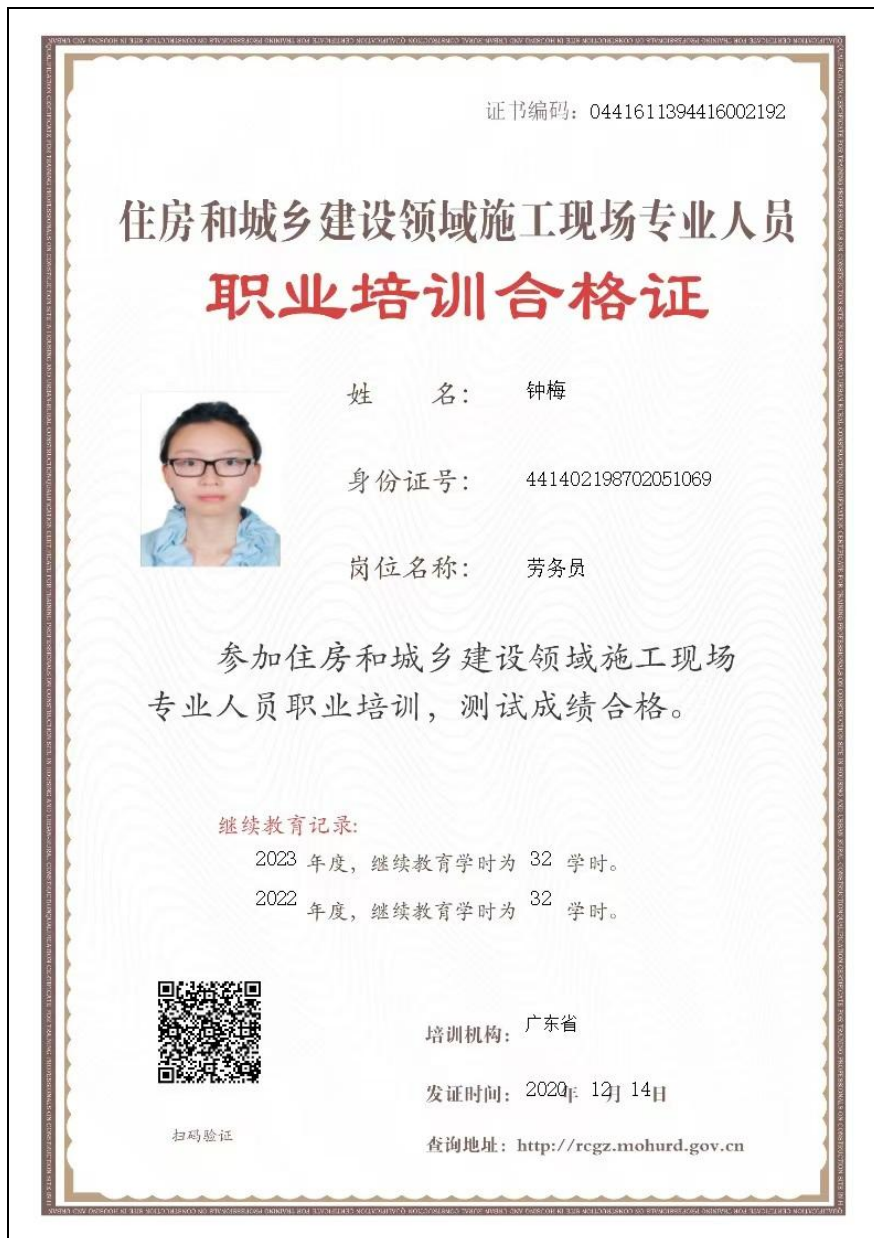 证书编码：0441611394416002192
住房和城乡建设领域施工现场专业人员
职业培训合格证
姓 名： 钟梅
身份证号： 441402198702051069
岗位名称： 劳务员
参加住房和城乡建设领域施工现场
专业人员职业培训，测试成绩合格。
继续教育记录:
2023 年度，继续教育学时为 32 学时。
2022 年度，继续教育学时为 32 学时。
培训机构： 广东省
发证时间： 2020年 12月 14日
扫码验证
查询地址：http://rcgz.mohurd.gov.cn